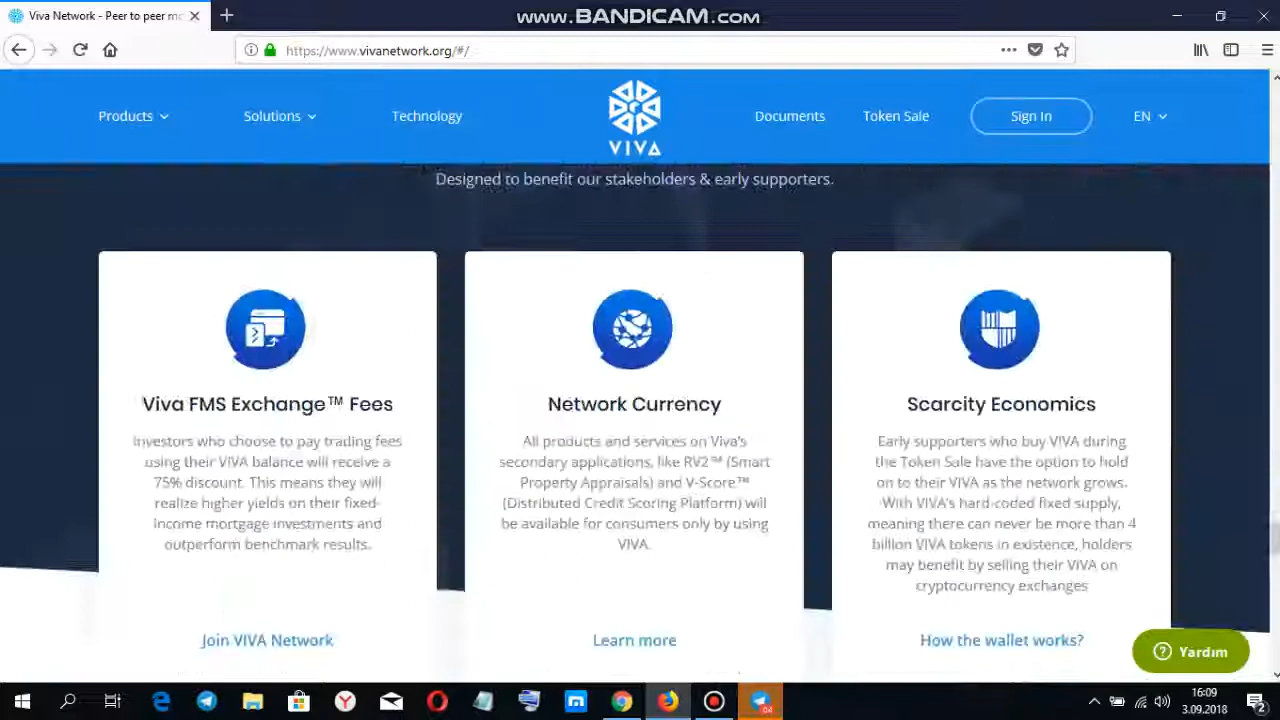 Viva Network - Peer to peer mo
www.BANDICAM.com
https://www.vivanetwork.org/#/
Products
Solutions
Technology
VIVA
Documents
Token Sale
Sign In
EN
Designed to benefit our stakeholders & early supporters.
Viva FMS Exchange™ Fees
Investors who choose to pay trading fees
using their VIVA balance will receive a
75% discount. This means they will
realize higher yields on their fixed-
income mortgage investments and
outperform benchmark results.
Join VIVA Network
Network Currency
All products and services on Viva's
secondary applications, like RV2™ (Smart
Property Appraisals) and V-Score™
(Distributed Credit Scoring Platform) will
be available for consumers only by using
VIVA.
Learn more
Scarcity Economics
Early supporters who buy VIVA during
the Token Sale have the option to hold
on to their VIVA as the network grows.
With VIVA's hard-coded fixed supply,
meaning there can never be more than 4
billion VIVA tokens in existence, holders
may benefit by selling their VIVA on
cryptocurrency exchanges
How the wallet works?
Yardım
16:09
3.09.2018